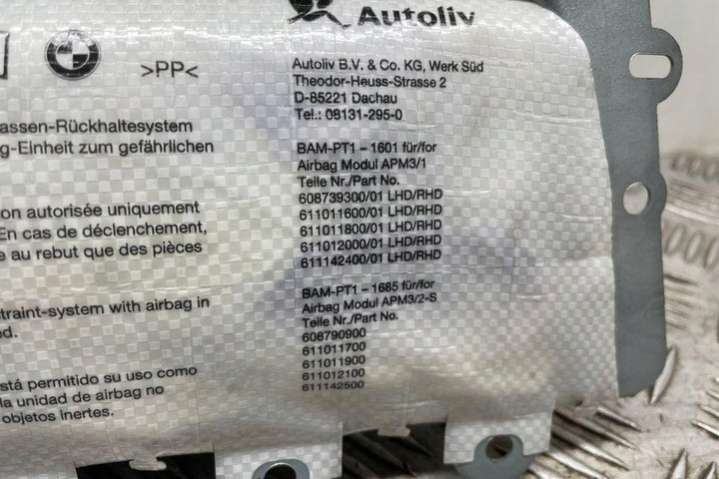 Autoliv
>PP<
Autoliv B.V. & Co. KG, Werk Süd
Theodor-Heuss-Strasse 2
D-85221 Dachau
Tel.: 08131-295-0
assen-Rückhaltesystem
g-Einheit zum gefährlichen
on autorisée uniquement
En cas de déclenchement,
e au rebut que des pièces
traint-system with airbag in
ed.
stá permitido su uso como
la unidad de airbag no
objetos inertes.
BAM-PT1 - 1601 für/for
Airbag Modul APM3/1
Teile Nr./Part No.
608739300/01 LHD/RHD
611011600/01 LHD/RHD
611011800/01 LHD/RHD
611012000/01 LHD/RHD
611142400/01 LHD/RHD
BAM-PT1 - 1685 für/for
Airbag Modul APM3/2-S
Teile Nr./Part No.
608790900
611011700
611011900
611012100
611142500